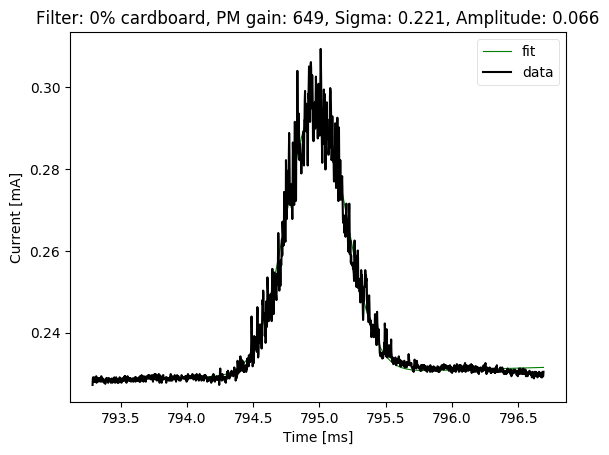 Filter: 0% cardboard, PM gain: 649, Sigma: 0.221, Amplitude: 0.066
fit
data
0.30
0.28
0.26
0.24
Current [mA]
793.5 794.0 794.5 795.0 795.5 796.0 796.5
Time [ms]